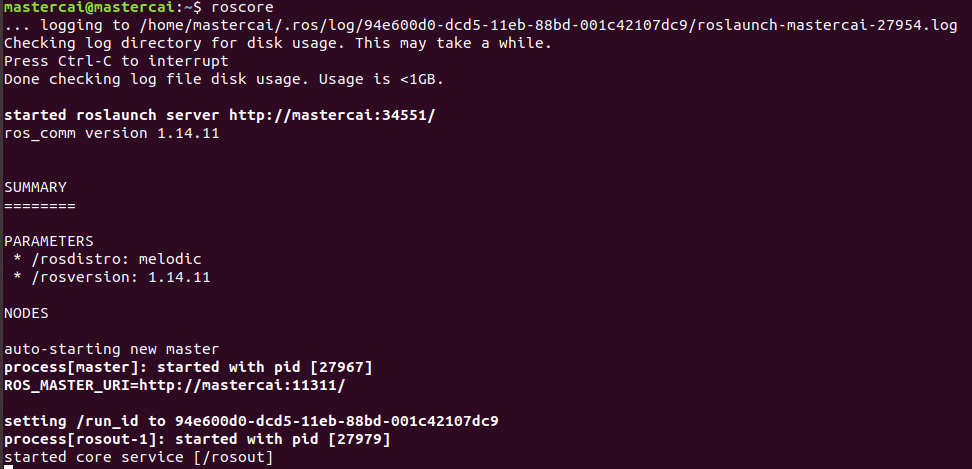 mastercai@mastercai:~$ roscore
... logging to /home/mastercai/.ros/log/94e600d0-dcd5-11eb-88bd-001c42107dc9/roslaunch-mastercai-27954.log
Checking log directory for disk usage. This may take a while.
Press Ctrl-C to interrupt
Done checking log file disk usage. Usage is <1GB.
started roslaunch server http://mastercai:34551/
ros_comm version 1.14.11
SUMMARY
========
PARAMETERS
 * /rosdistro: melodic
 * /rosversion: 1.14.11
NODES
auto-starting new master
process[master]: started with pid [27967]
ROS_MASTER_URI=http://mastercai:11311/
setting /run_id to 94e600d0-dcd5-11eb-88bd-001c42107dc9
process[rosout-1]: started with pid [27979]
started core service [/rosout]